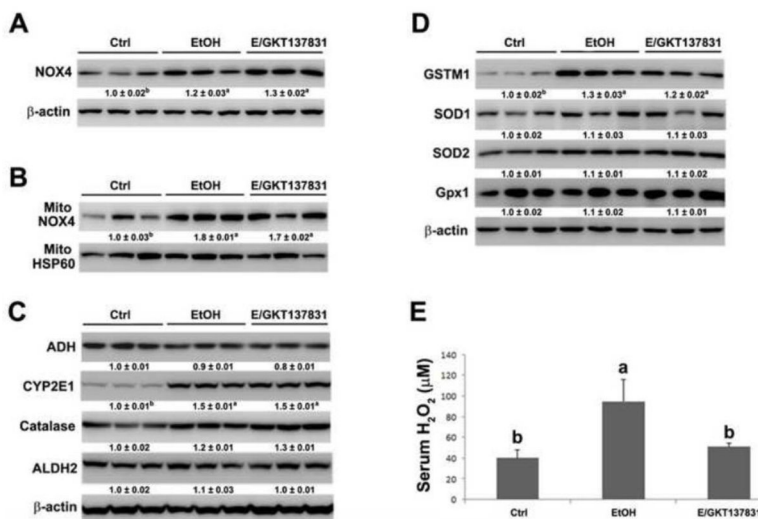 A
Ctrl EtOH E/GKT137831
NOX4
1.0 ± 0.02b 1.2 ± 0.03a 1.3 ± 0.02a
β-actin
B
Ctrl EtOH E/GKT137831
Mito
NOX4
1.0 ± 0.03b 1.8 ± 0.01a 1.7 ± 0.02a
Mito
HSP60
C
Ctrl EtOH E/GKT137831
ADH
1.0 ± 0.01 0.9 ± 0.01 0.8 ± 0.01
CYP2E1
1.0 ± 0.01b 1.5 ± 0.01a 1.5 ± 0.01a
Catalase
1.0 ± 0.02 1.2 ± 0.01 1.3 ± 0.01
ALDH2
1.0 ± 0.02 1.1 ± 0.03 1.0 ± 0.01
β-actin
D
Ctrl EtOH E/GKT137831
GSTM1
1.0 ± 0.02b 1.3 ± 0.03a 1.2 ± 0.02a
SOD1
1.0 ± 0.02 1.1 ± 0.03 1.1 ± 0.03
SOD2
1.0 ± 0.01 1.1 ± 0.01 1.1 ± 0.02
Gpx1
1.0 ± 0.02 1.1 ± 0.02 1.1 ± 0.01
β-actin
E
Serum H2O2 (μM)
140
120
100
80
60
40
20
0
b a b
Ctrl EtOH E/GKT137831